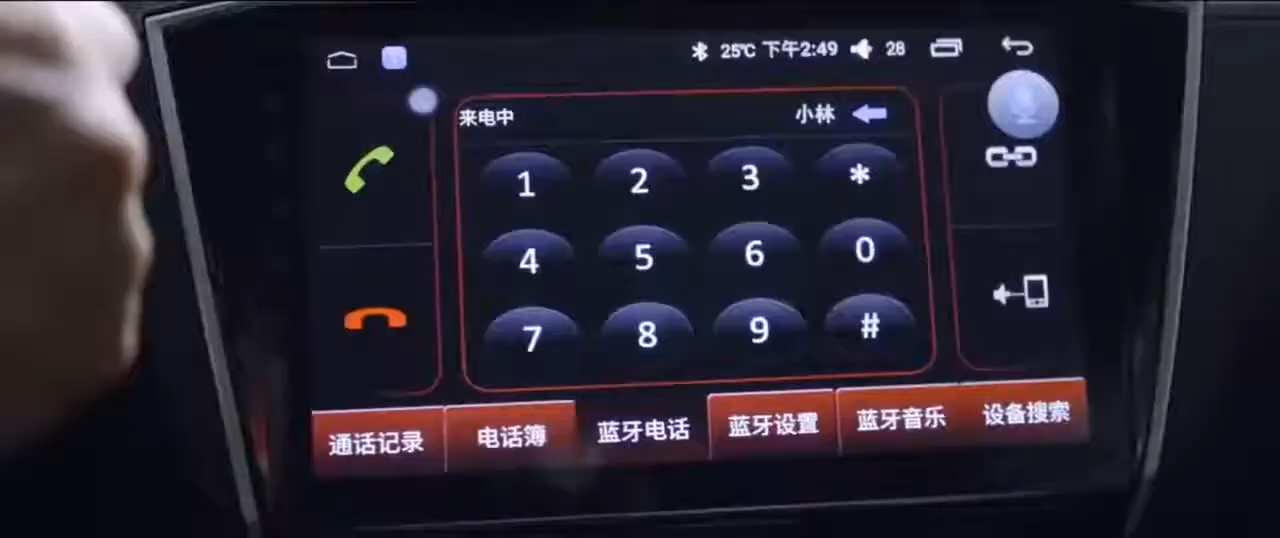 25℃ 下午2:49 28
来电中 小林
1 2 3 *
4 5 6 0
7 8 9 #
通话记录 电话簿 蓝牙电话 蓝牙设置 蓝牙音乐 设备搜索